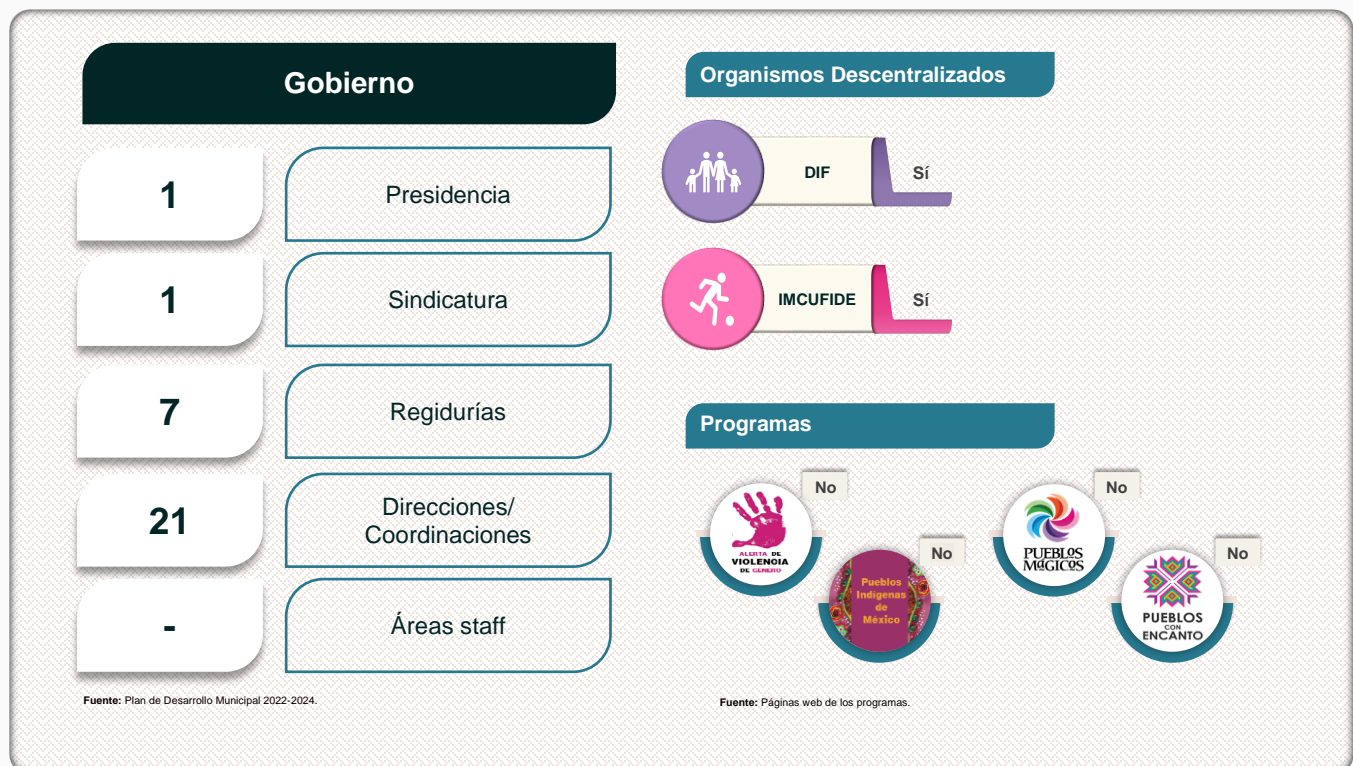 Gobierno
1
Presidencia
1
Sindicatura
7
Regidurías
21
Direcciones/
Coordinaciones
-
Áreas staff
Fuente: Plan de Desarrollo Municipal 2022-2024.
Organismos Descentralizados
DIF
Sí
IMCUFIDE
Sí
Programas
No
ALERTA DE
VIOLENCIA
DE GÉNERO
No
Pueblos
Indígenas
de
México
No
PUEBLOS
MáGICOS
No
PUEBLOS
CON
ENCANTO
Fuente: Páginas web de los programas.